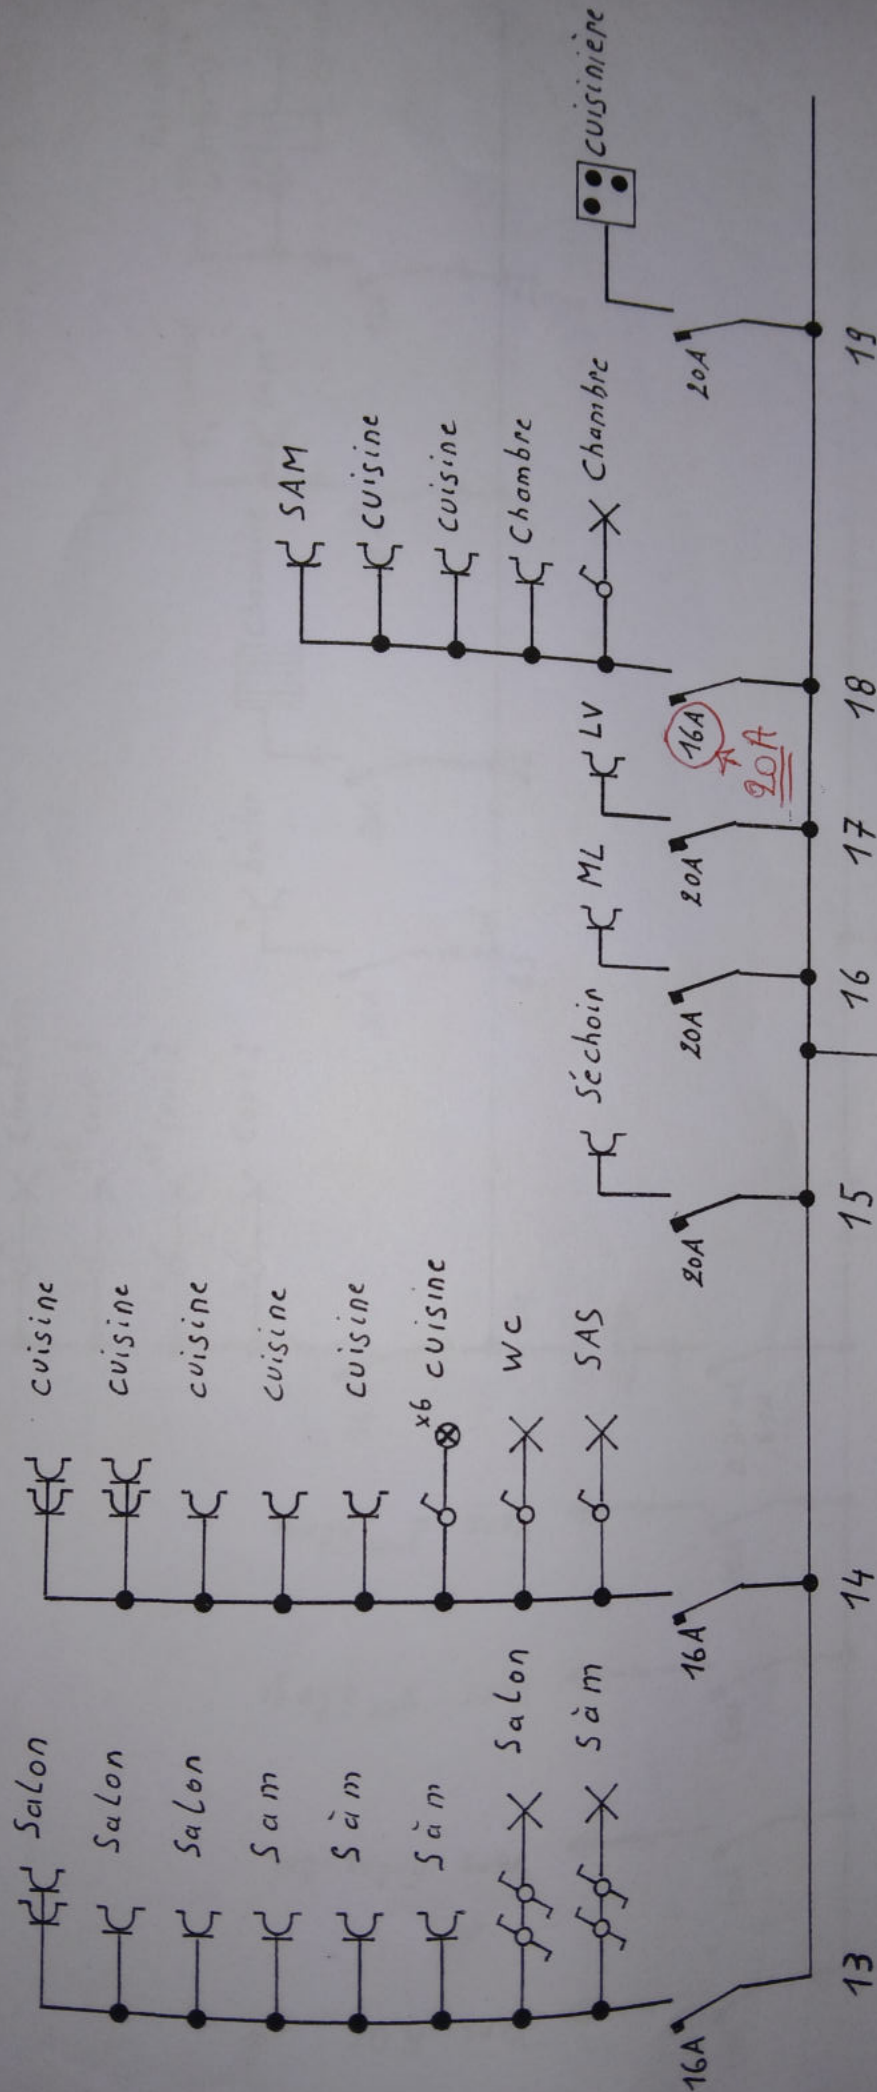 Salon
Salon
Salon
Sam
Sàm
Sàm
Salon
Sàm
16A
13
cuisine
cuisine
cuisine
cuisine
cuisine
x6 cuisine
WC
SAS
16A
14
Séchoir
20A
15
ML
20A
16
LV
20A
17
SAM
cuisine
cuisine
Chambre
Chambre
16A
20A
18
cuisinière
20A
19